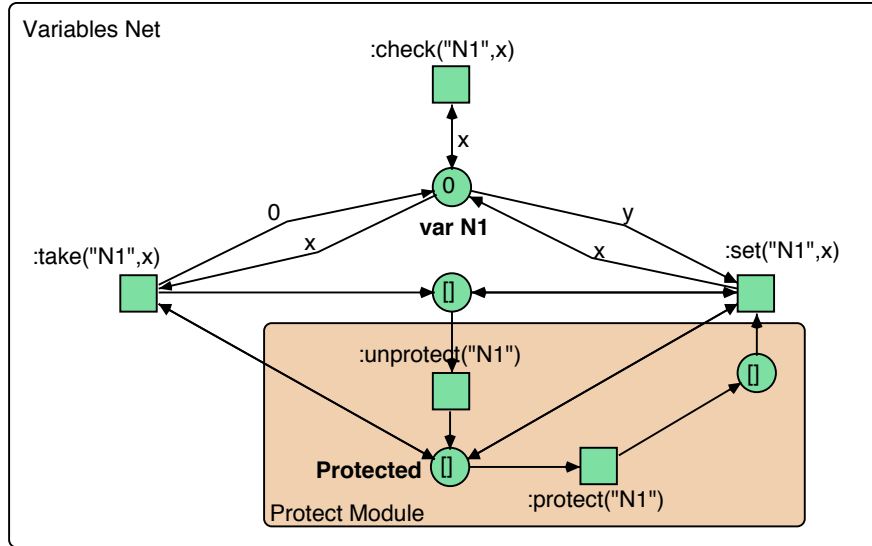 Variables Net
:check("N1",x)
x
0
var N1
0
x
y
x
:take("N1",x)
:set("N1",x)
[]
:unprotect("N1")
[]
Protected
[]
:protect("N1")
Protect Module